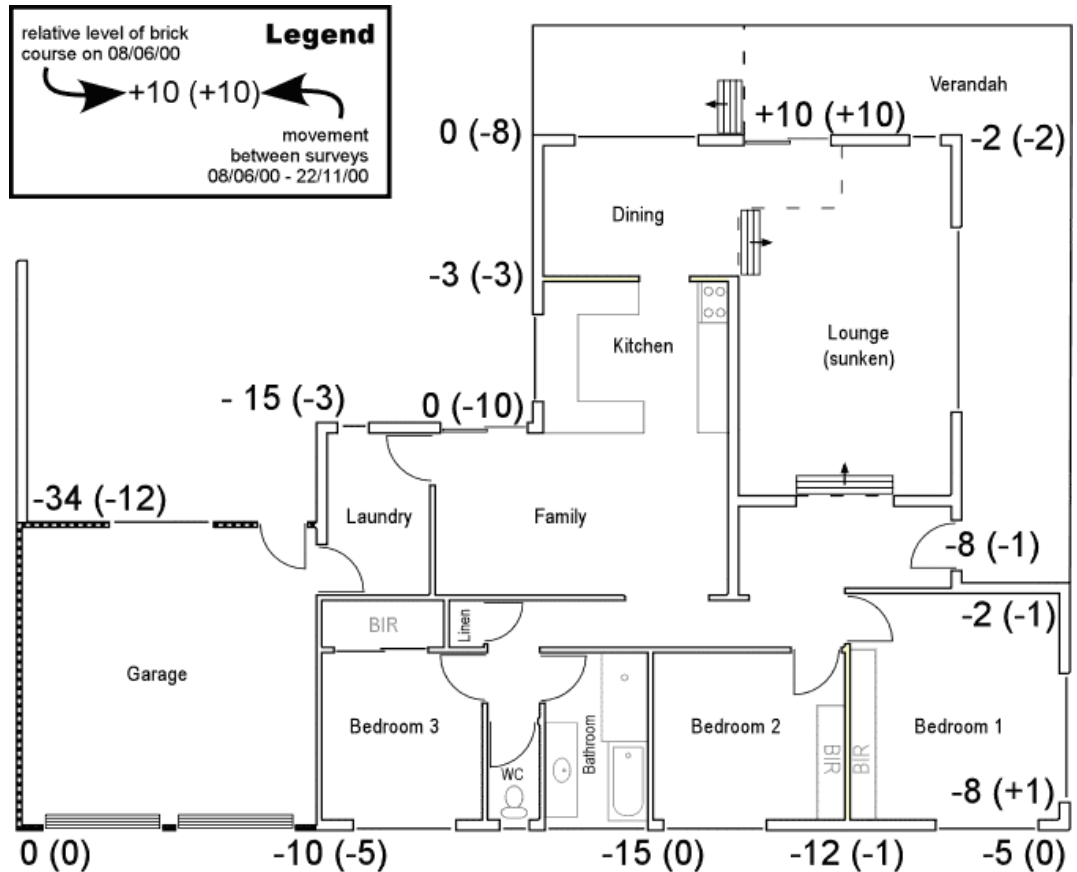 Legend
relative level of brick
course on 08/06/00
+10 (+10)
movement
between surveys
08/06/00 - 22/11/00
Verandah
+10 (+10)
0 (-8)
-2 (-2)
Dining
-3 (-3)
Kitchen
Lounge
(sunken)
- 15 (-3)
0 (-10)
-34 (-12)
Laundry
Family
-8 (-1)
-2 (-1)
BIR
Linen
Garage
Bedroom 3
WC
Bathroom
Bedroom 2
BIR
BIR
Bedroom 1
-8 (+1)
0 (0)
-10 (-5)
-15 (0)
-12 (-1)
-5 (0)